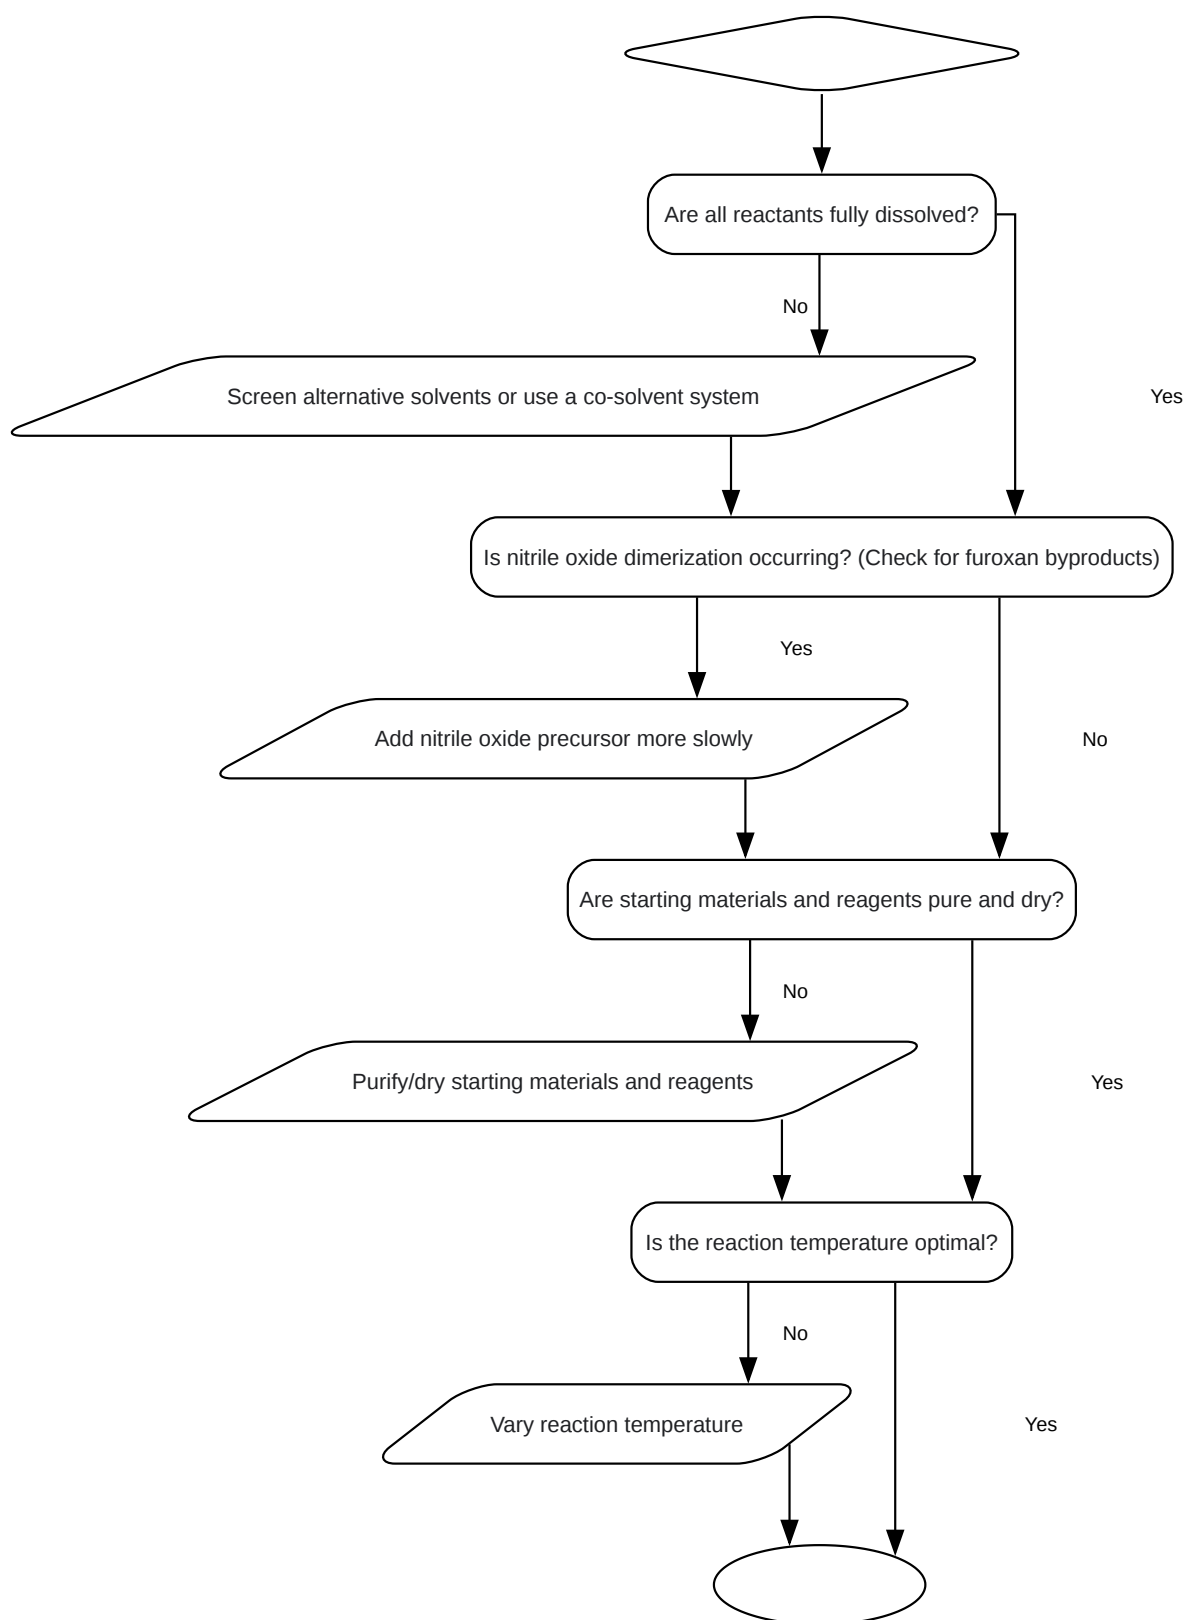 Are all reactants fully dissolved?
No
Screen alternative solvents or use a co-solvent system
Yes
Is nitrile oxide dimerization occurring? (Check for furoxan byproducts)
Yes
Add nitrile oxide precursor more slowly
No
Are starting materials and reagents pure and dry?
No
Purify/dry starting materials and reagents
Yes
Is the reaction temperature optimal?
No
Vary reaction temperature
Yes